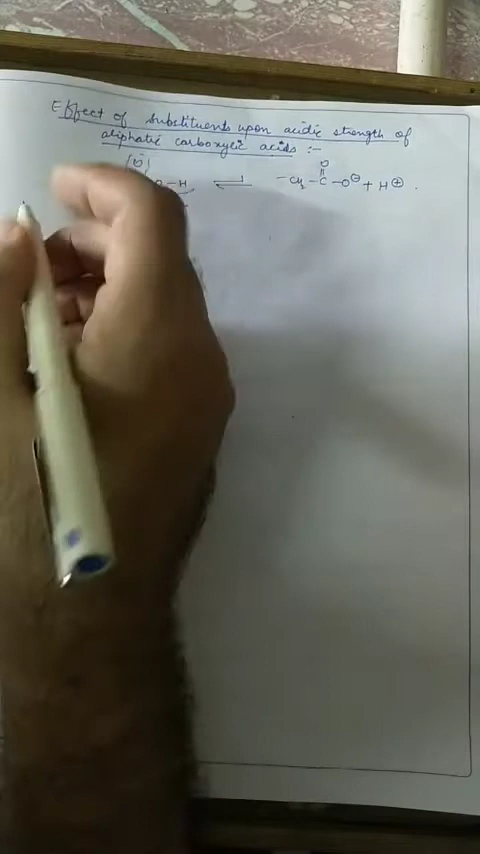 Effect of substituents upon acidic strength of
aliphatic carboxylic acids :-
O
O-H ⇌ -CH₂-C-O⊖ + H⊕ .